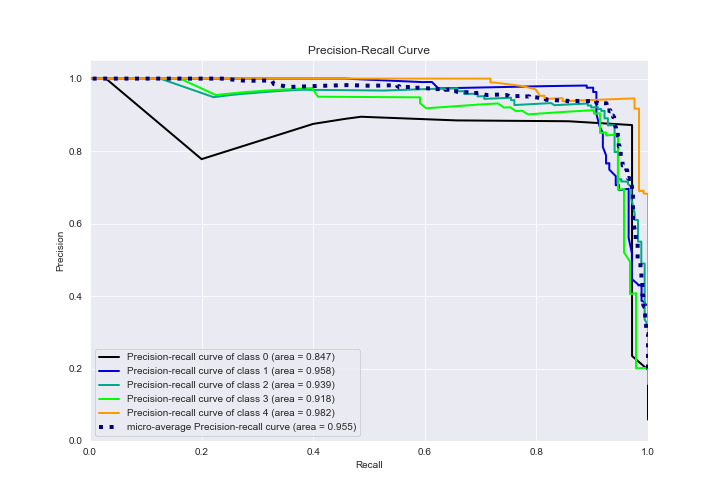 Precision-Recall Curve
1.0
0.8
0.6
0.4
0.2
0.0
Precision
Precision-recall curve of class 0 (area = 0.847)
Precision-recall curve of class 1 (area = 0.958)
Precision-recall curve of class 2 (area = 0.939)
Precision-recall curve of class 3 (area = 0.918)
Precision-recall curve of class 4 (area = 0.982)
micro-average Precision-recall curve (area = 0.955)
0.0 0.2 0.4 0.6 0.8 1.0
Recall